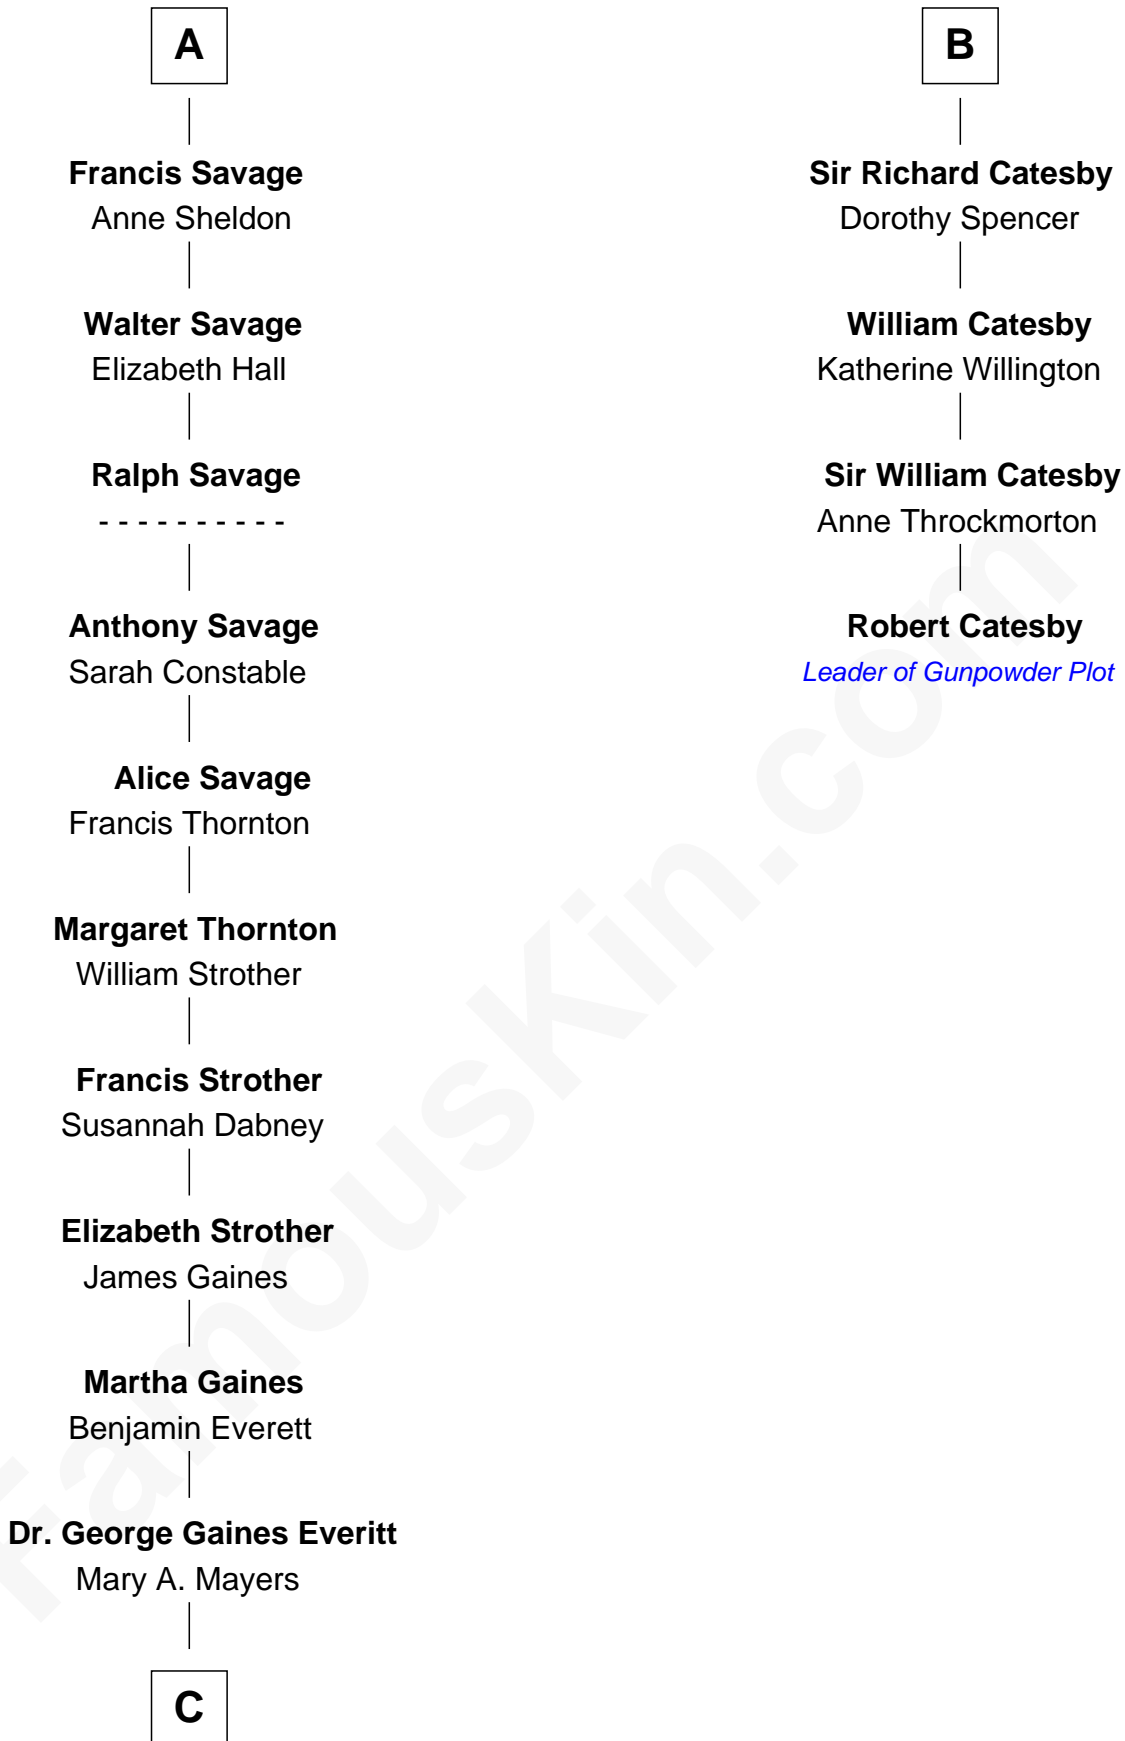 A
Francis Savage
Anne Sheldon
Walter Savage
Elizabeth Hall
Ralph Savage
- - - - - - - - - -
Anthony Savage
Sarah Constable
Alice Savage
Francis Thornton
Margaret Thornton
William Strother
Francis Strother
Susannah Dabney
Elizabeth Strother
James Gaines
Martha Gaines
Benjamin Everett
Dr. George Gaines Everitt
Mary A. Mayers
C
B
Sir Richard Catesby
Dorothy Spencer
William Catesby
Katherine Willington
Sir William Catesby
Anne Throckmorton
Robert Catesby
Leader of Gunpowder Plot
FamousKin.com